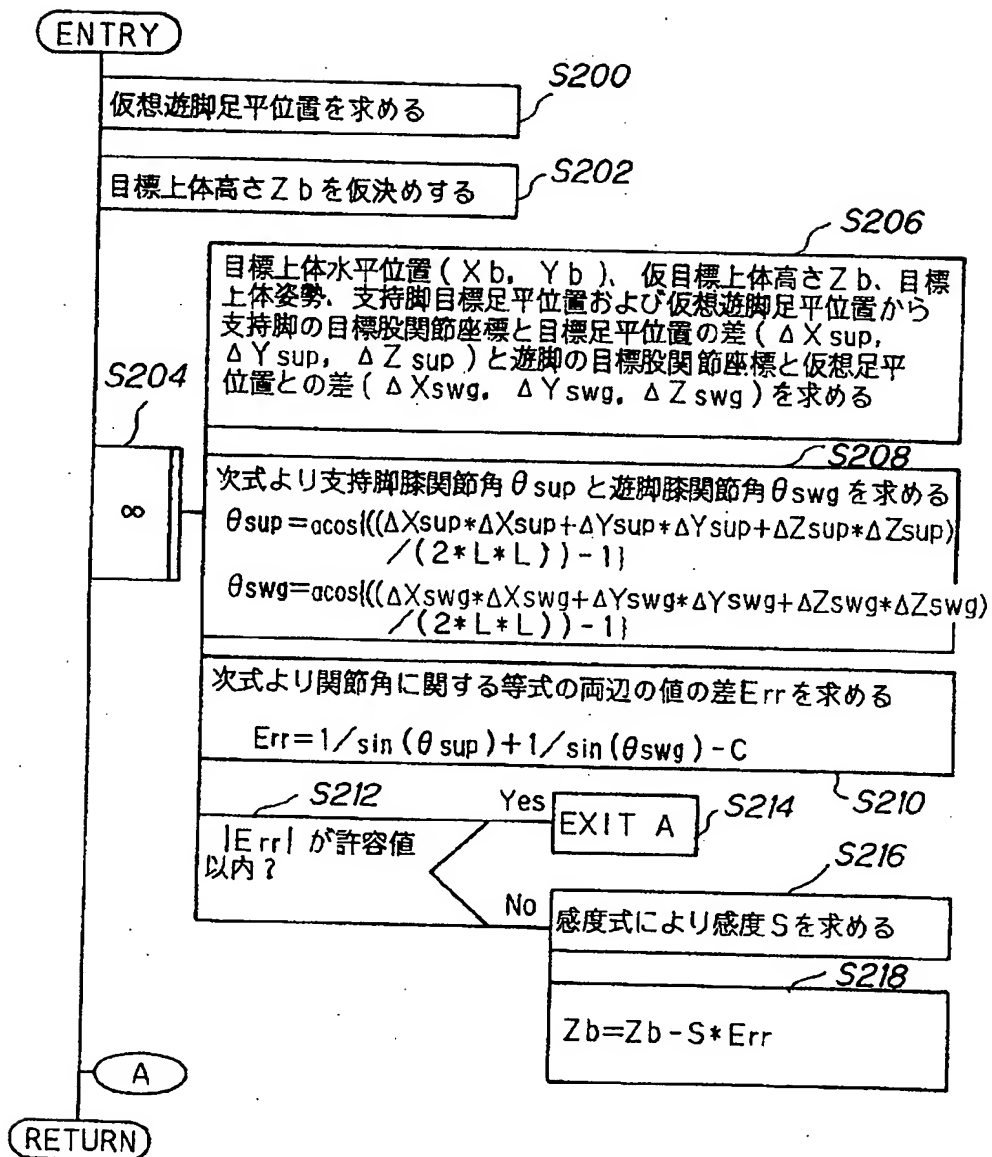 ENTRY
S200
仮想遊脚足平位置を求める
S202
目標上体高さZbを仮決めする
S206
目標上体水平位置(Xb, Yb)、仮目標上体高さZb、目標
上体姿勢、支持脚目標足平位置および仮想遊脚足平位置から
支持脚の目標股関節座標と目標足平位置の差(ΔXsup,
ΔYsup, ΔZsup)と遊脚の目標股関節座標と仮想足平
位置との差(ΔXswg, ΔYswg, ΔZswg)を求める
S204
∞
S208
次式より支持脚膝関節角θsupと遊脚膝関節角θswgを求める
θsup=acos{((ΔXsup*ΔXsup+ΔYsup*ΔYsup+ΔZsup*ΔZsup)
/(2*L*L))-1}
θswg=acos{((ΔXswg*ΔXswg+ΔYswg*ΔYswg+ΔZswg*ΔZswg)
/(2*L*L))-1}
次式より関節角に関する等式の両辺の値の差Errを求める
Err=1/sin(θsup)+1/sin(θswg)-C
S210
S212
|Err|が許容値
以内?
Yes
EXIT A
S214
No
S216
感度式により感度Sを求める
S218
Zb=Zb-S*Err
A
RETURN